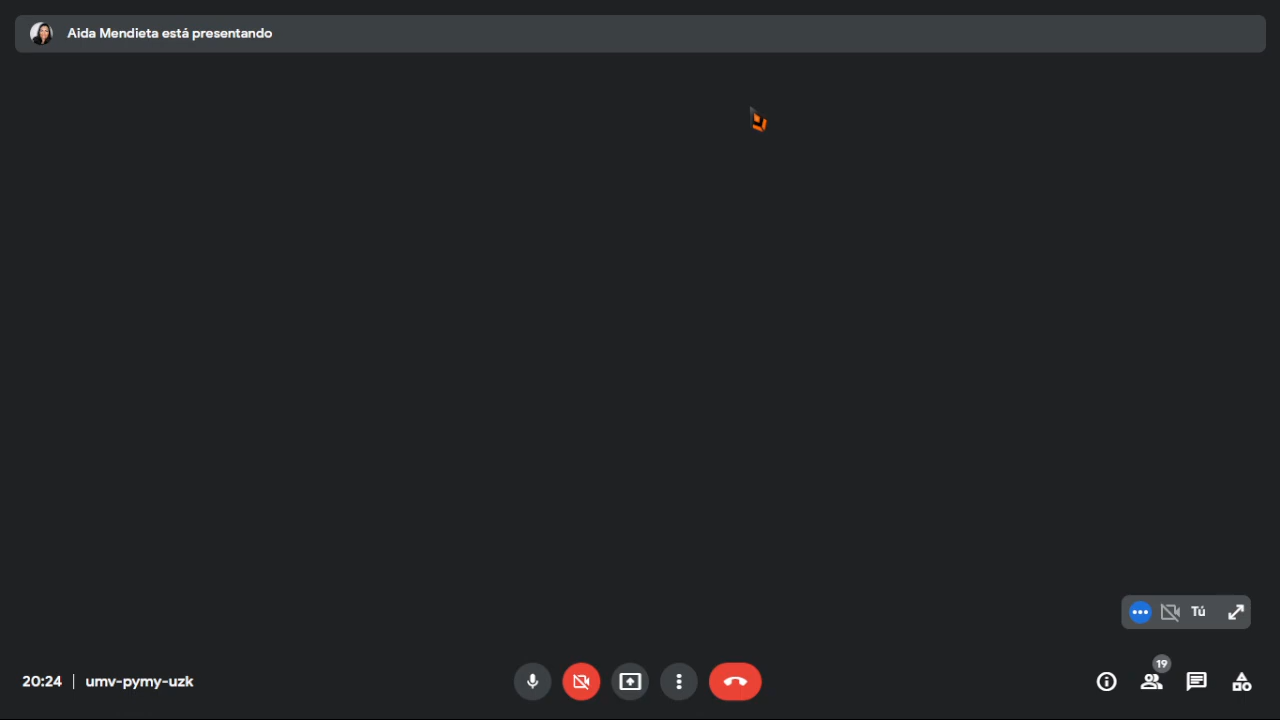 Aida Mendieta está presentando
Tú
19
20:24 | umv-pymy-uzk